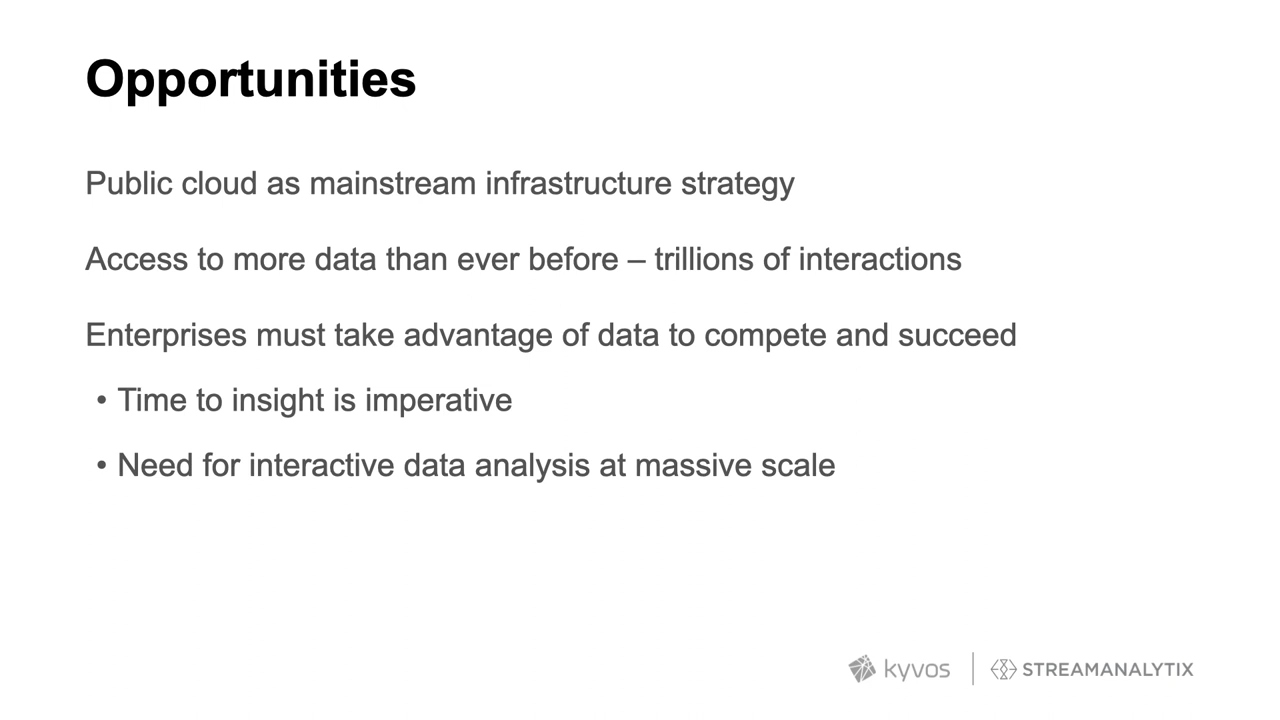 Opportunities
Public cloud as mainstream infrastructure strategy
Access to more data than ever before – trillions of interactions
Enterprises must take advantage of data to compete and succeed
• Time to insight is imperative
• Need for interactive data analysis at massive scale
kyvos | STREAMANALYTIX